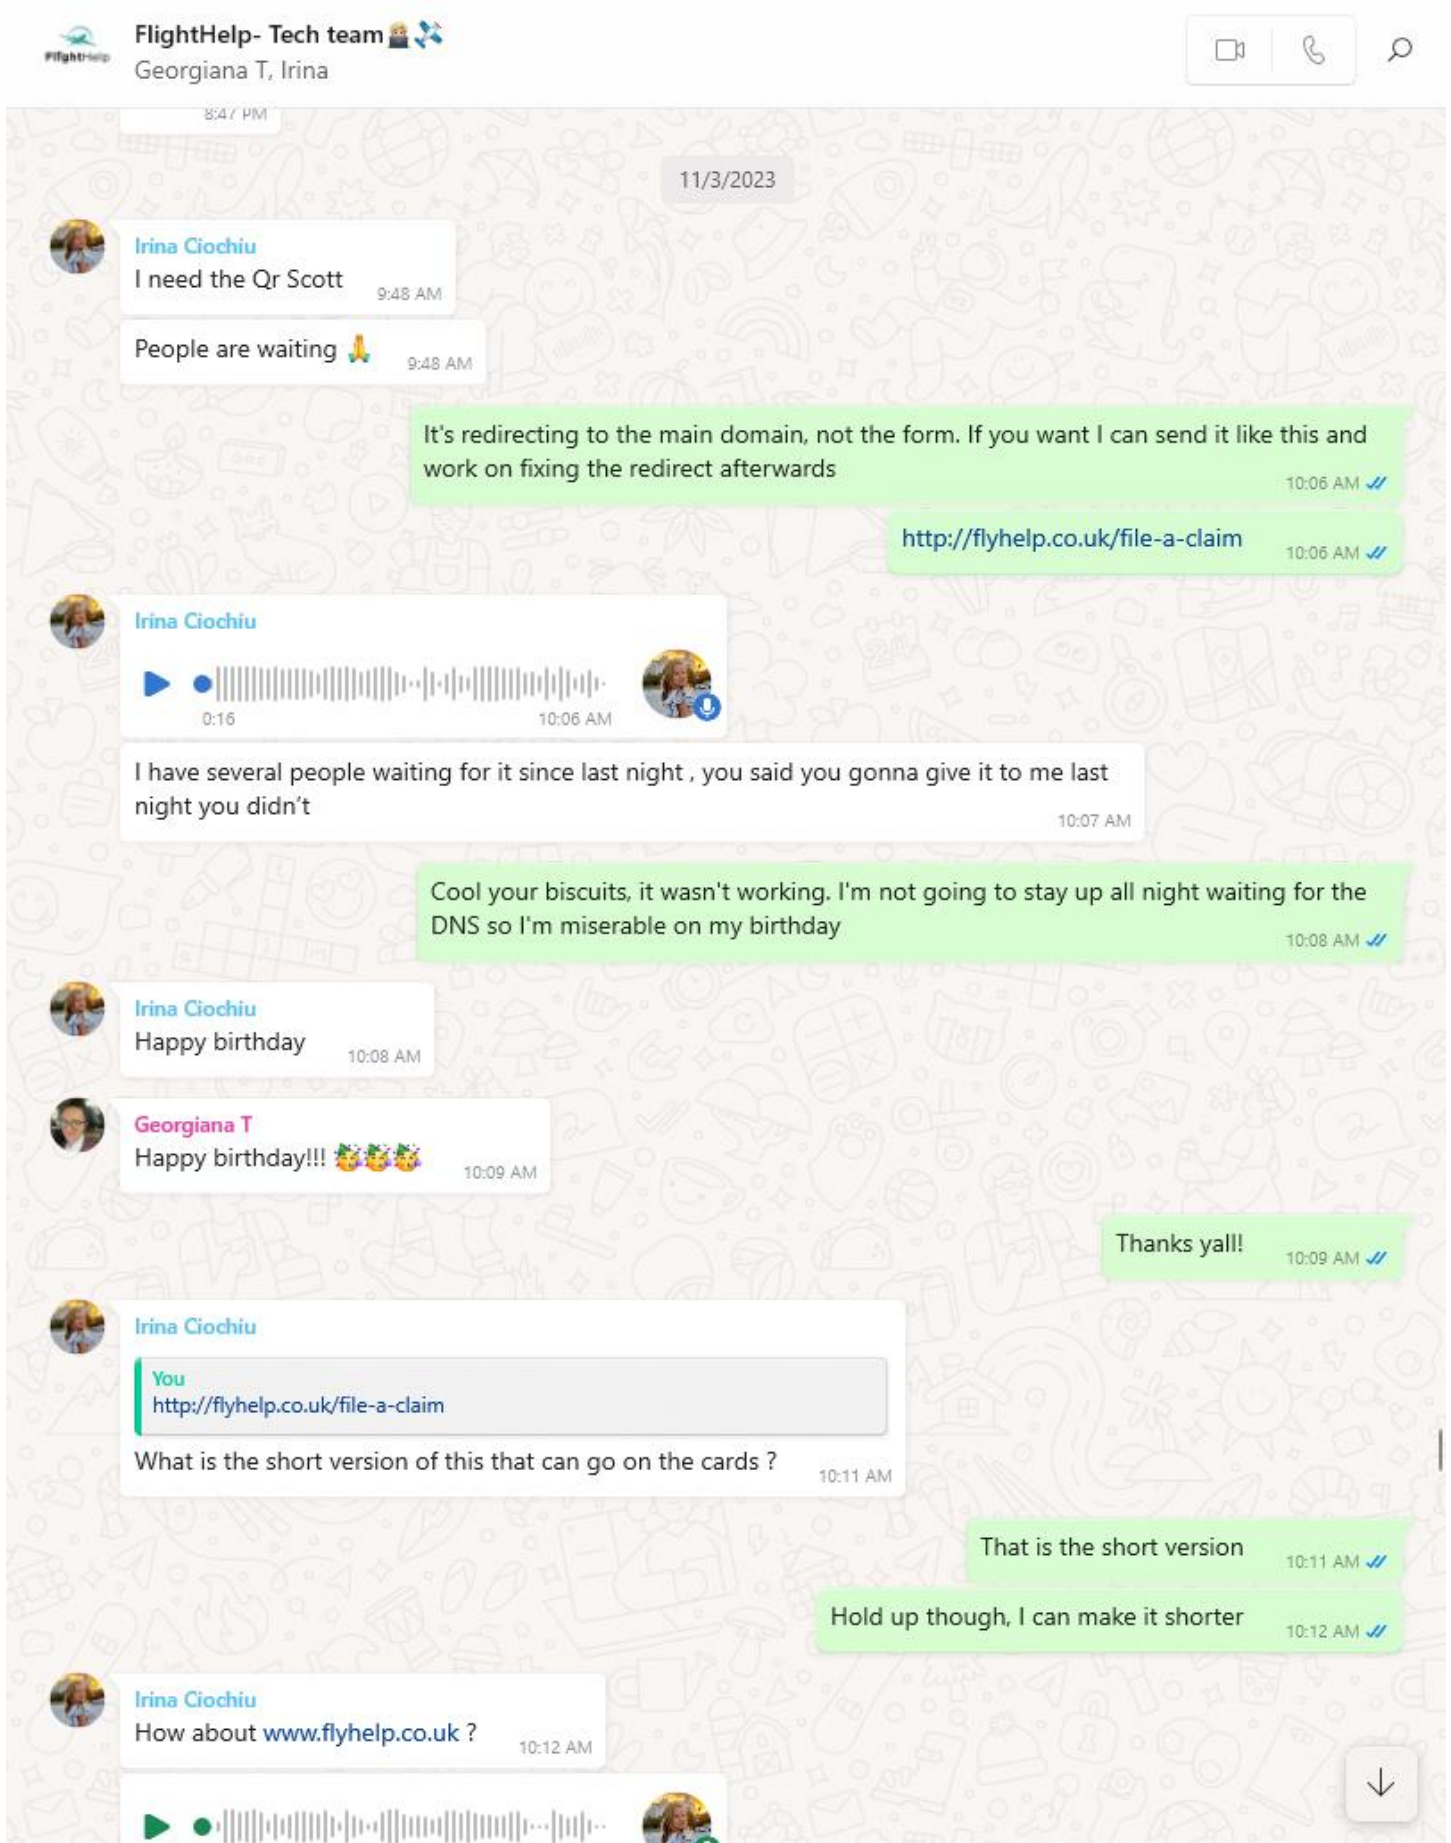 FlightHelp- Tech team
Georgiana T, Irina
FlightHelp
8:47 PM
11/3/2023
Irina Ciochiu
I need the Qr Scott
9:48 AM
People are waiting 🙏
9:48 AM
It's redirecting to the main domain, not the form. If you want I can send it like this and
work on fixing the redirect afterwards
10:06 AM
http://flyhelp.co.uk/file-a-claim
10:06 AM
Irina Ciochiu
0:16
10:06 AM
I have several people waiting for it since last night , you said you gonna give it to me last
night you didn't
10:07 AM
Cool your biscuits, it wasn't working. I'm not going to stay up all night waiting for the
DNS so I'm miserable on my birthday
10:08 AM
Irina Ciochiu
Happy birthday
10:08 AM
Georgiana T
Happy birthday!!! 🥳🥳🥳
10:09 AM
Thanks yall!
10:09 AM
Irina Ciochiu
You
http://flyhelp.co.uk/file-a-claim
What is the short version of this that can go on the cards ?
10:11 AM
That is the short version
10:11 AM
Hold up though, I can make it shorter
10:12 AM
Irina Ciochiu
How about www.flyhelp.co.uk ?
10:12 AM